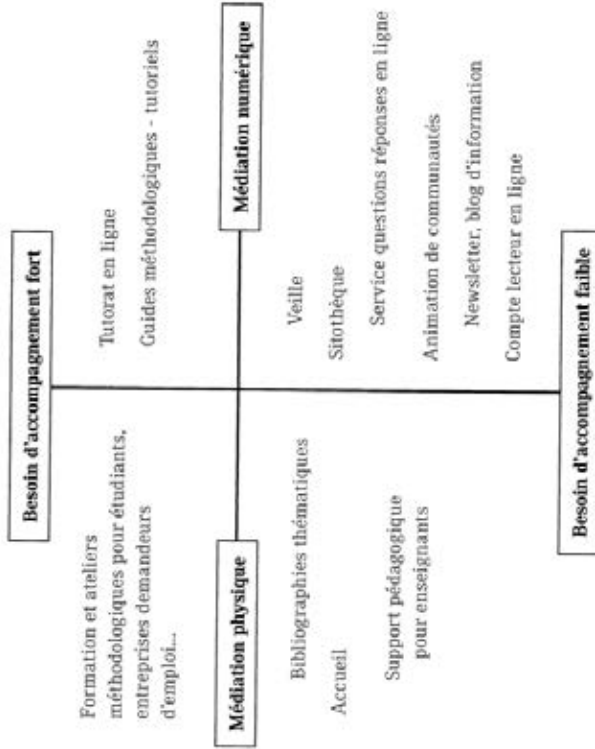 Besoin d'accompagnement fort
Formation et ateliers
méthodologiques pour étudiants,
entreprises demandeurs
d'emploi...
Tutorat en ligne
Guides méthodologiques - tutoriels
Médiation physique
Médiation numérique
Bibliographies thématiques
Accueil
Support pédagogique
pour enseignants
Veille
Sitothèque
Service questions réponses en ligne
Animation de communautés
Newsletter, blog d'information
Compte lecteur en ligne
Besoin d'accompagnement faible